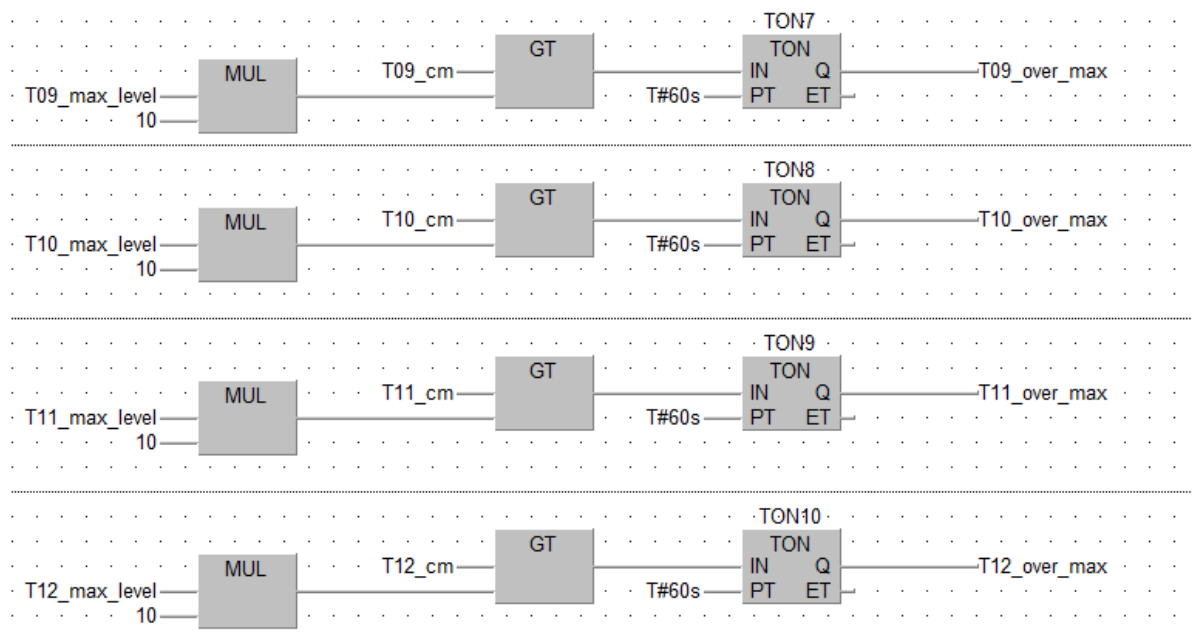 TON7
GT TON
MUL T09_cm IN Q T09_over_max
T09_max_level T#60s PT ET
10
TON8
GT TON
MUL T10_cm IN Q T10_over_max
T10_max_level T#60s PT ET
10
TON9
GT TON
MUL T11_cm IN Q T11_over_max
T11_max_level T#60s PT ET
10
TON10
GT TON
MUL T12_cm IN Q T12_over_max
T12_max_level T#60s PT ET
10